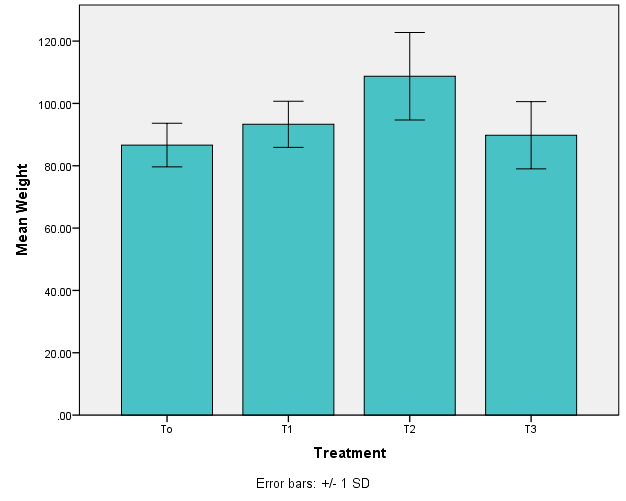 120.00
100.00
80.00
60.00
40.00
20.00
.00
Mean Weight
To
T1
T2
T3
Treatment
Error bars: +/- 1 SD